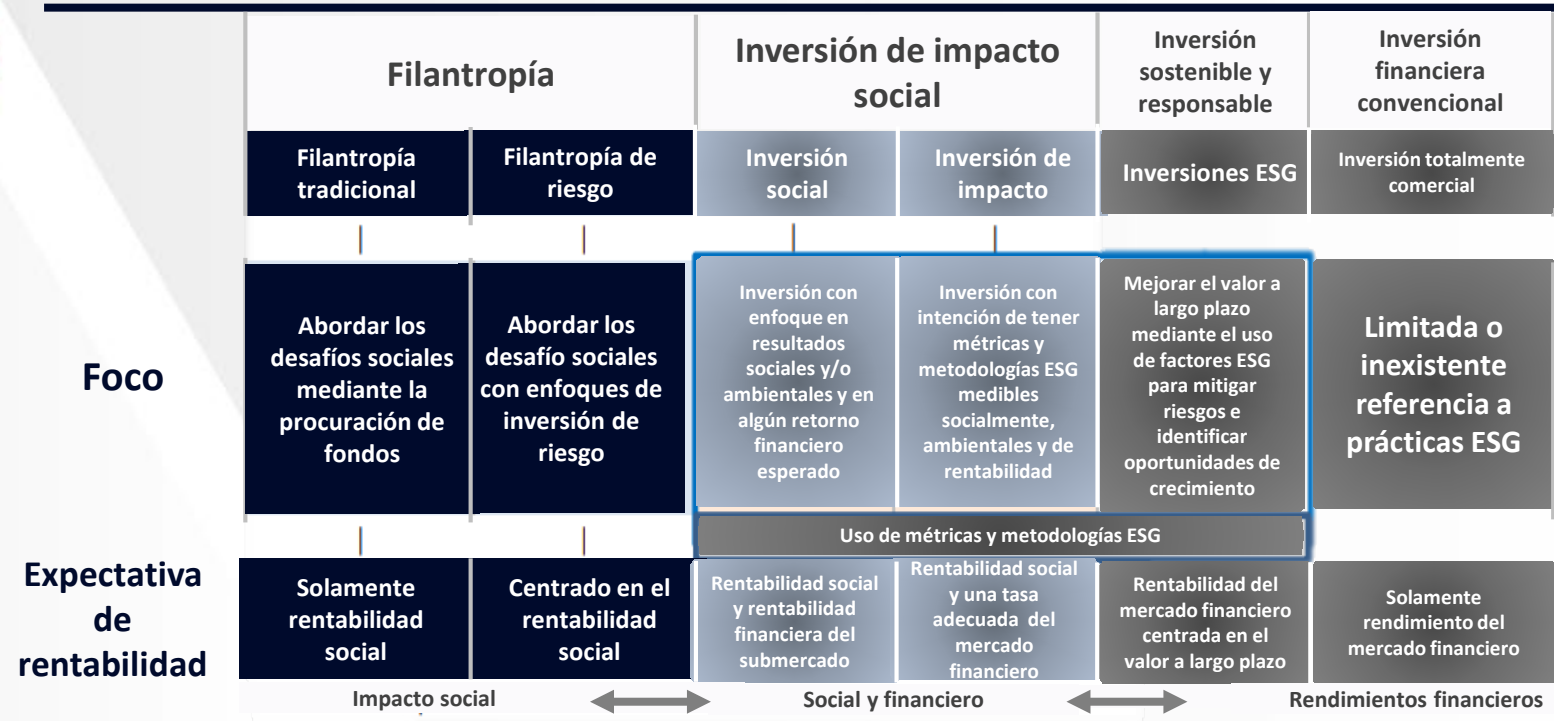 Filantropía
Inversión de impacto
social
Inversión
sostenible y
responsable
Inversión
financiera
convencional
Filantropía
tradicional
Filantropía de
riesgo
Inversión
social
Inversión de
impacto
Inversiones ESG
Inversión totalmente
comercial
Foco
Abordar los
desafíos sociales
mediante la
procuración de
fondos
Abordar los
desafío sociales
con enfoques de
inversión de
riesgo
Inversión con
enfoque en
resultados
sociales y/o
ambientales y en
algún retorno
financiero
esperado
Inversión con
intención de tener
métricas y
metodologías ESG
medibles
socialmente,
ambientales y de
rentabilidad
Mejorar el valor a
largo plazo
mediante el uso
de factores ESG
para mitigar
riesgos e
identificar
oportunidades de
crecimiento
Limitada o
inexistente
referencia a
prácticas ESG
Uso de métricas y metodologías ESG
Expectativa
de
rentabilidad
Solamente
rentabilidad
social
Centrado en el
rentabilidad
social
Rentabilidad social
y rentabilidad
financiera del
submercado
Rentabilidad social
y una tasa
adecuada del
mercado
financiero
Rentabilidad del
mercado financiero
centrada en el
valor a largo plazo
Solamente
rendimiento del
mercado financiero
Impacto social
Social y financiero
Rendimientos financieros